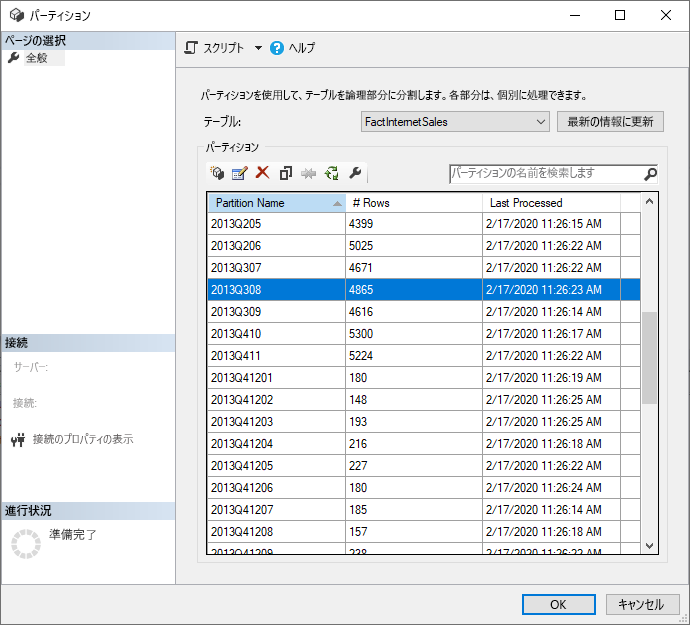 パーティション
ページの選択
全般
スクリプト
ヘルプ
パーティションを使用して、テーブルを論理部分に分割します。各部分は、個別に処理できます。
テーブル:
FactInternetSales
最新の情報に更新
パーティション
パーティションの名前を検索します
Partition Name # Rows Last Processed
2013Q205 4399 2/17/2020 11:26:15 AM
2013Q206 5025 2/17/2020 11:26:22 AM
2013Q307 4671 2/17/2020 11:26:22 AM
2013Q308 4865 2/17/2020 11:26:23 AM
2013Q309 4616 2/17/2020 11:26:14 AM
2013Q410 5300 2/17/2020 11:26:17 AM
2013Q411 5224 2/17/2020 11:26:22 AM
2013Q41201 180 2/17/2020 11:26:19 AM
2013Q41202 148 2/17/2020 11:26:25 AM
2013Q41203 193 2/17/2020 11:26:25 AM
2013Q41204 216 2/17/2020 11:26:18 AM
2013Q41205 227 2/17/2020 11:26:22 AM
2013Q41206 180 2/17/2020 11:26:24 AM
2013Q41207 185 2/17/2020 11:26:14 AM
2013Q41208 157 2/17/2020 11:26:18 AM
2013Q41209 238 2/17/2020 11:26:22 AM
接続
サーバー:
接続:
接続のプロパティの表示
進行状況
準備完了
OK
キャンセル